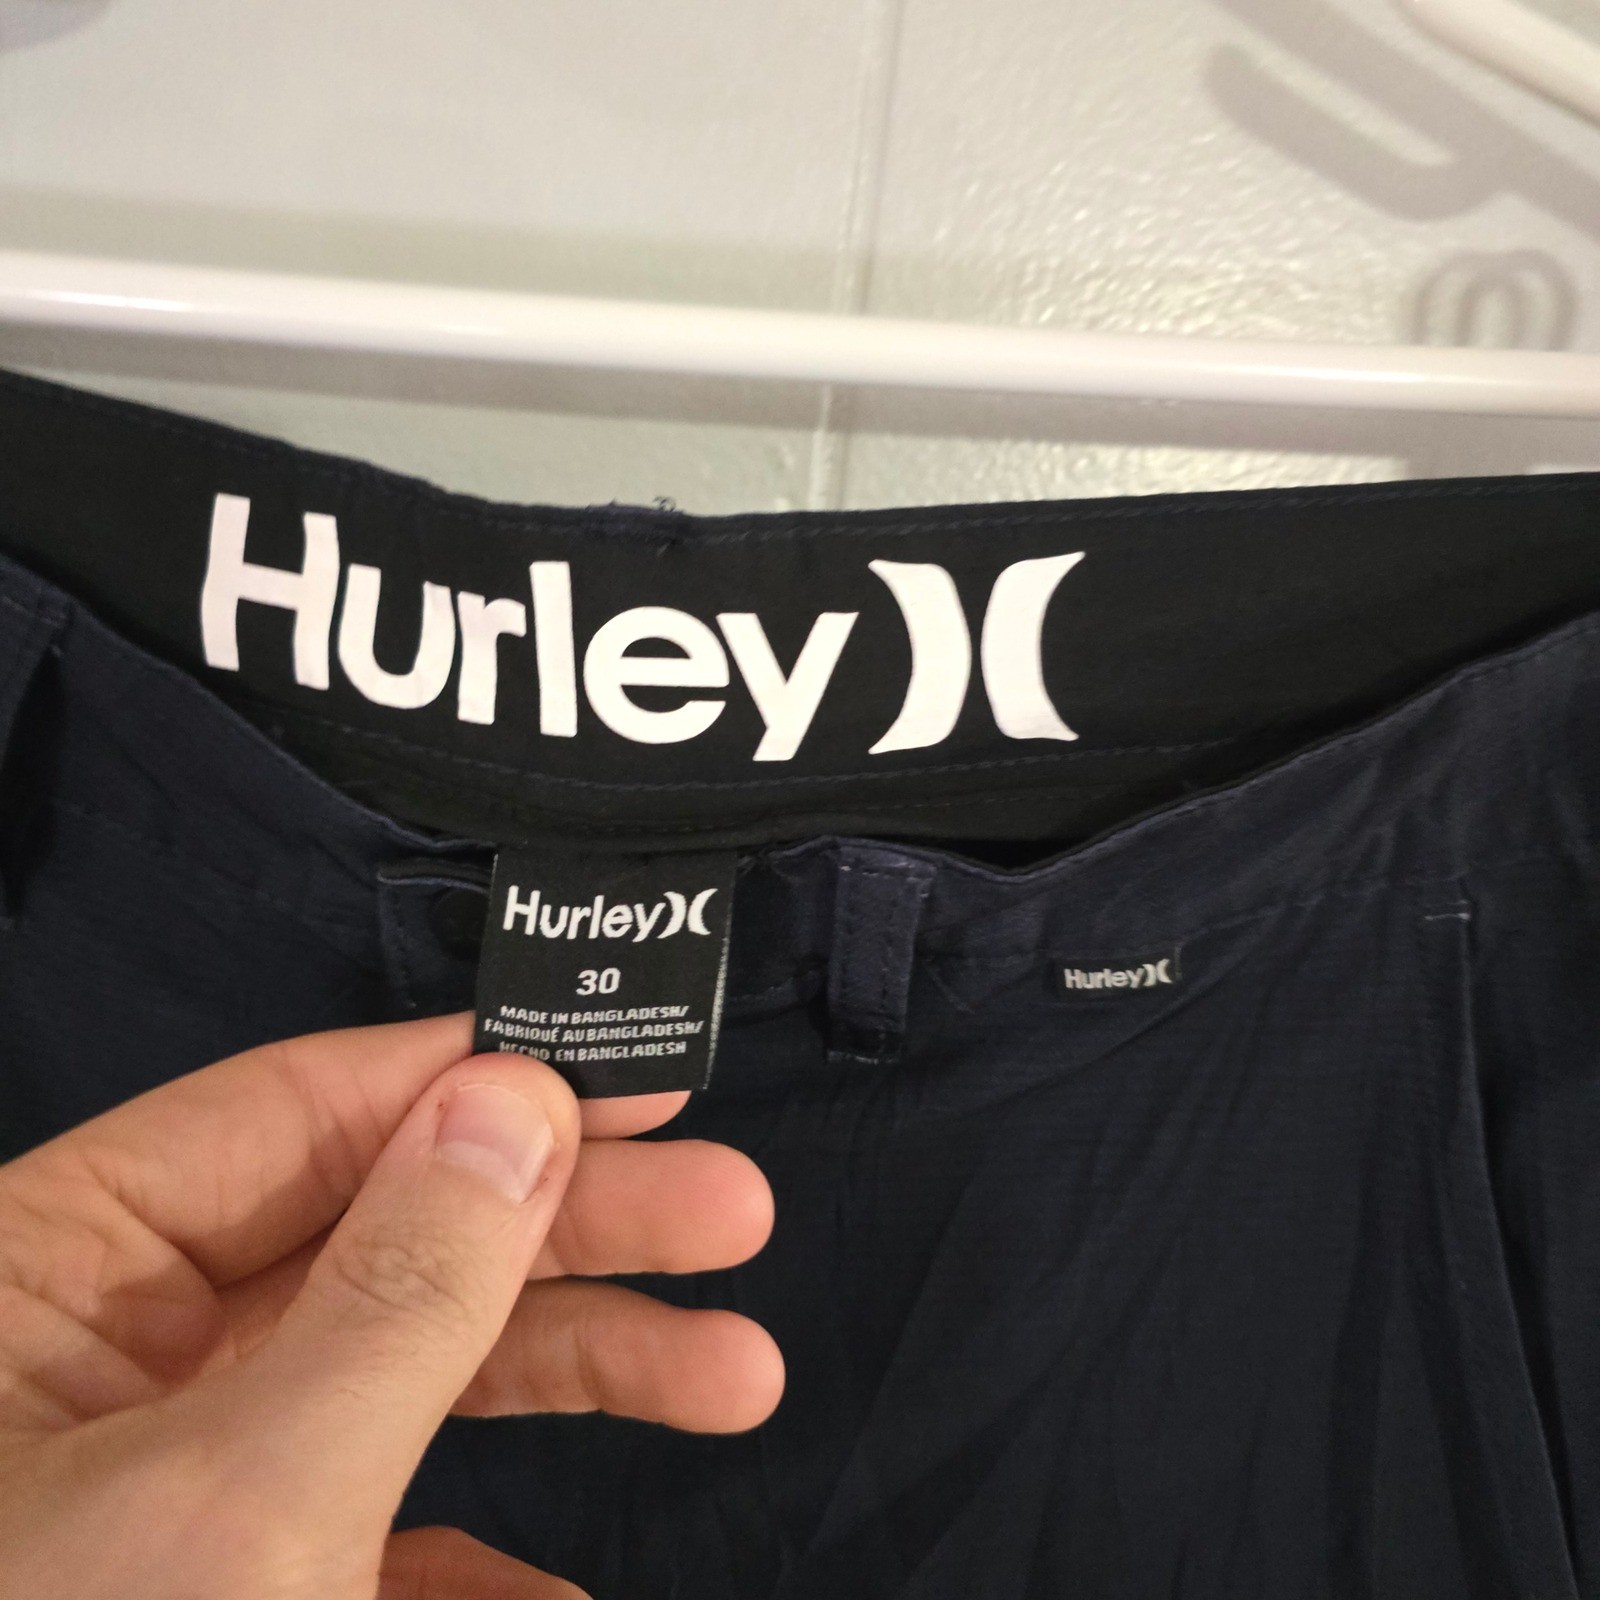 Hurley
Hurley
30
MADE IN BANGLADESH/
FABRIQUÉ AU BANGLADESH/
HECHO EN BANGLADESH
Hurley